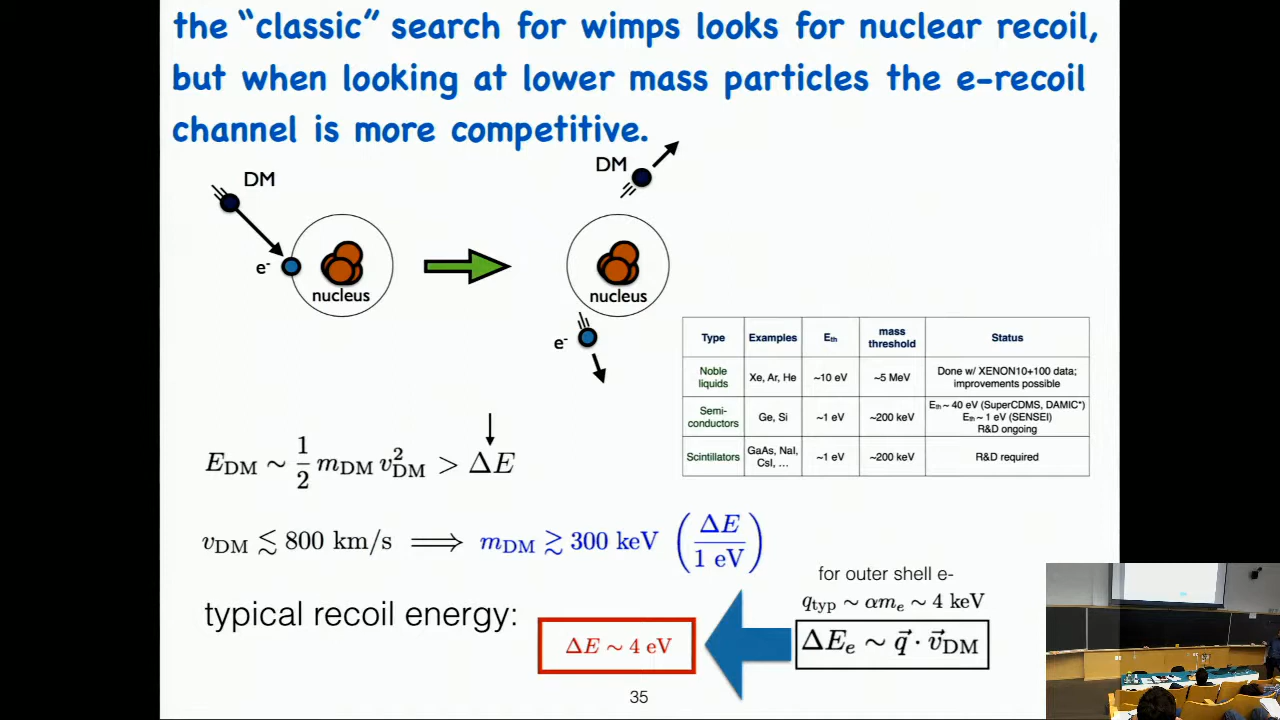 the “classic” search for wimps looks for nuclear recoil,
but when looking at lower mass particles the e-recoil
channel is more competitive.
DM
e-
nucleus
DM
nucleus
e-
Type Examples Eth mass threshold Status
Noble liquids Xe, Ar, He ~10 eV ~5 MeV Done w/ XENON10+100 data; improvements possible
Semi-conductors Ge, Si ~1 eV ~200 keV Eth ~ 40 eV (SuperCDMS, DAMIC*) Eth ~ 1 eV (SENSEI) R&D ongoing
Scintillators GaAs, NaI, CsI, ... ~1 eV ~200 keV R&D required
E_DM ~ 1/2 m_DM v_DM^2 > ΔE
v_DM ≲ 800 km/s ⟹ m_DM ≳ 300 keV (ΔE / 1 eV)
for outer shell e-
q_typ ~ αm_e ~ 4 keV
typical recoil energy:
ΔE ~ 4 eV
ΔE_e ~ q⃗ · v⃗_DM
35